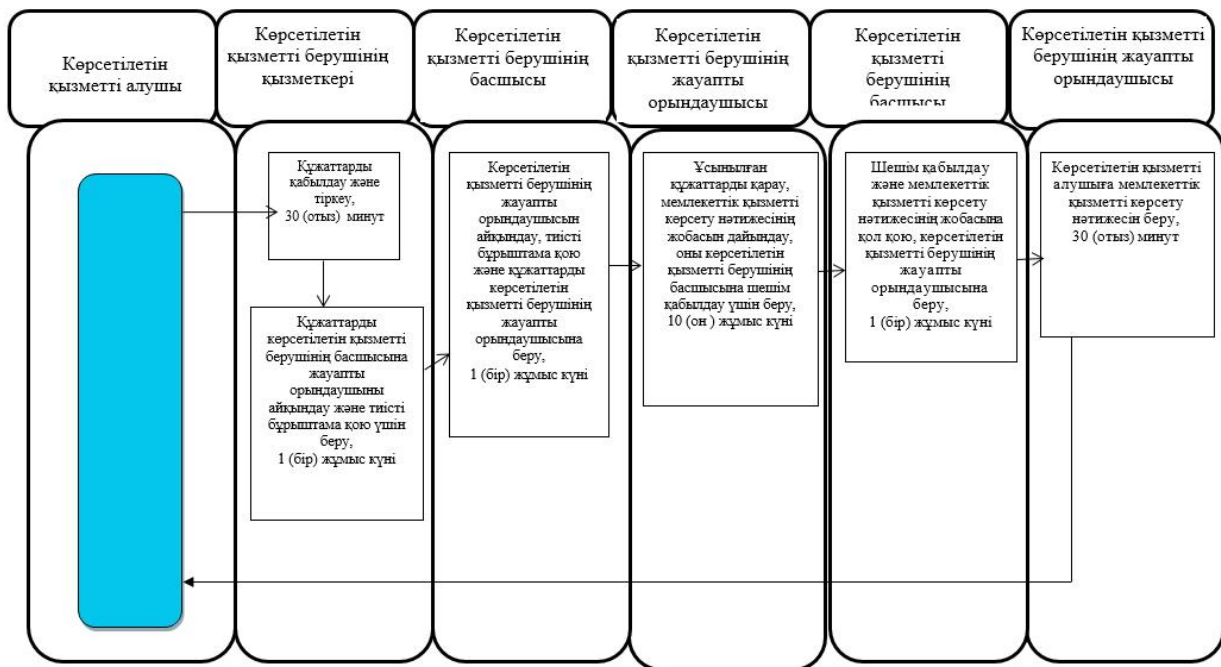 Көрсетілетін
қызметті алушы
Көрсетілетін
қызметті берушінің
қызметкері
Көрсетілетін
қызметті берушінің
басшысы
Көрсетілетін
қызметті берушінің
жауапты
орындаушысы
Көрсетілетін
қызметті
берушінің
басшысы
Көрсетілетін қызметті
берушінің жауапты
орындаушысы
Құжаттарды
қабылдау және
тіркеу,
30 (отыз) минут
Құжаттарды
көрсетілетін қызметті
берушінің басшысына
жауапты
орындаушыны
айқындау және тиісті
бұрыштама қою үшін
беру,
1 (бір) жұмыс күні
Көрсетілетін
қызметті берушінің
жауапты
орындаушысын
айқындау, тиісті
бұрыштама қою
және құжаттарды
көрсетілетін
қызметті берушінің
жауапты
орындаушысына
беру,
1 (бір) жұмыс күні
Ұсынылған
құжаттарды қарау,
мемлекеттік қызметті
көрсету нәтижесінің
жобасын дайындау,
оны көрсетілетін
қызметті берушінің
басшысына шешім
қабылдау үшін беру,
10 (он ) жұмыс күні
Шешім қабылдау
және мемлекеттік
қызметті көрсету
нәтижесінің жобасына
қол қою, көрсетілетін
қызметті берушінің
жауапты
орындаушысына
беру,
1 (бір) жұмыс күні
Көрсетілетін қызметті
алушыға мемлекеттік
қызметті көрсету
нәтижесін беру,
30 (отыз) минут